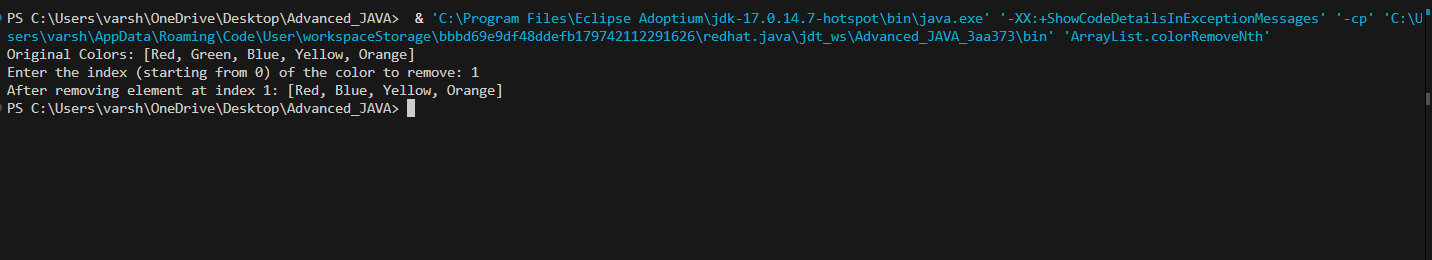 PS C:\Users\varsh\OneDrive\Desktop\Advanced_JAVA>  & 'C:\Program Files\Eclipse Adoptium\jdk-17.0.14.7-hotspot\bin\java.exe' '-XX:+ShowCodeDetailsInExceptionMessages' '-cp' 'C:\U
sers\varsh\AppData\Roaming\Code\User\workspaceStorage\bbbd69e9df48ddefb179742112291626\redhat.java\jdt_ws\Advanced_JAVA_3aa373\bin' 'ArrayList.colorRemoveNth'
Original Colors: [Red, Green, Blue, Yellow, Orange]
Enter the index (starting from 0) of the color to remove: 1
After removing element at index 1: [Red, Blue, Yellow, Orange]
PS C:\Users\varsh\OneDrive\Desktop\Advanced_JAVA>